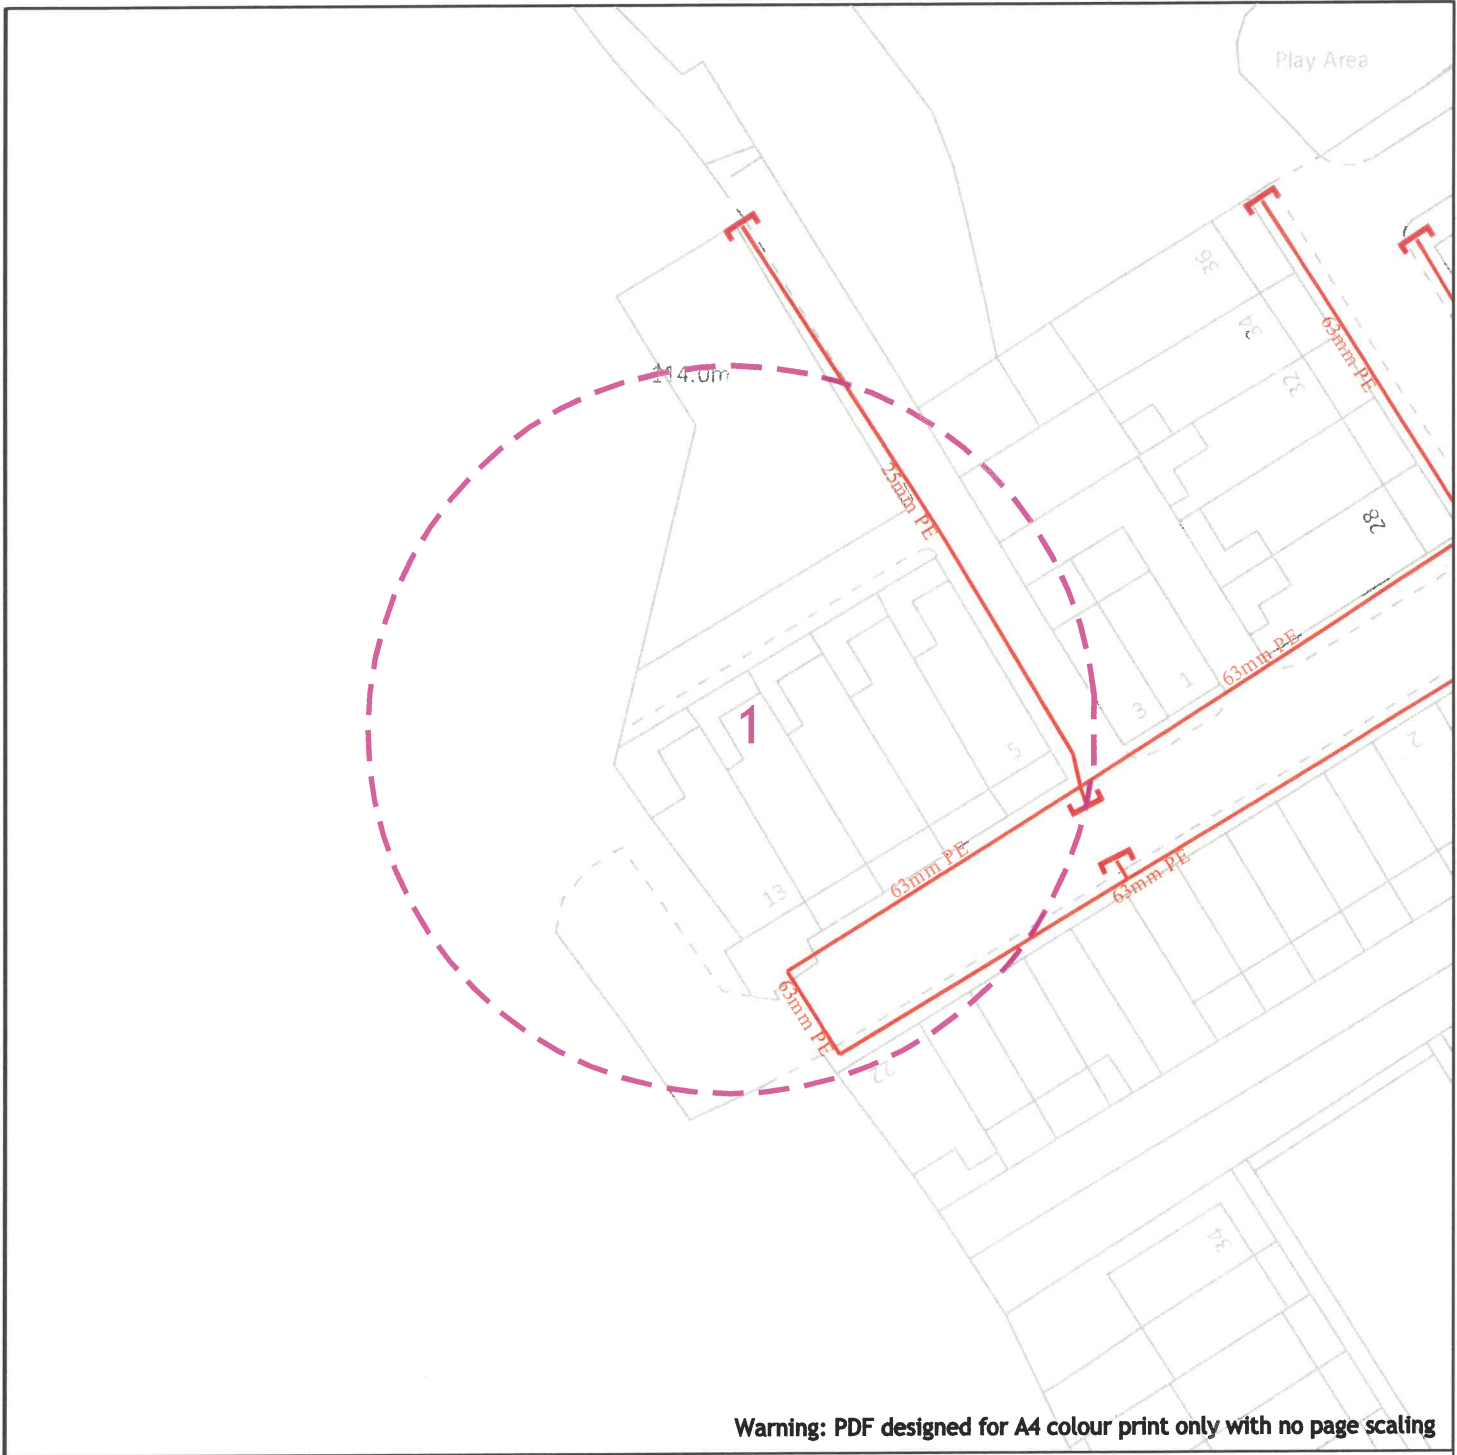 Play Area
36
34
63mm PE
32
114.0m
25mm PE
28
63mm PE
1
3
1
5
2
63mm PE
63mm PE
13
63mm PE
22
34
Warning: PDF designed for A4 colour print only with no page scaling